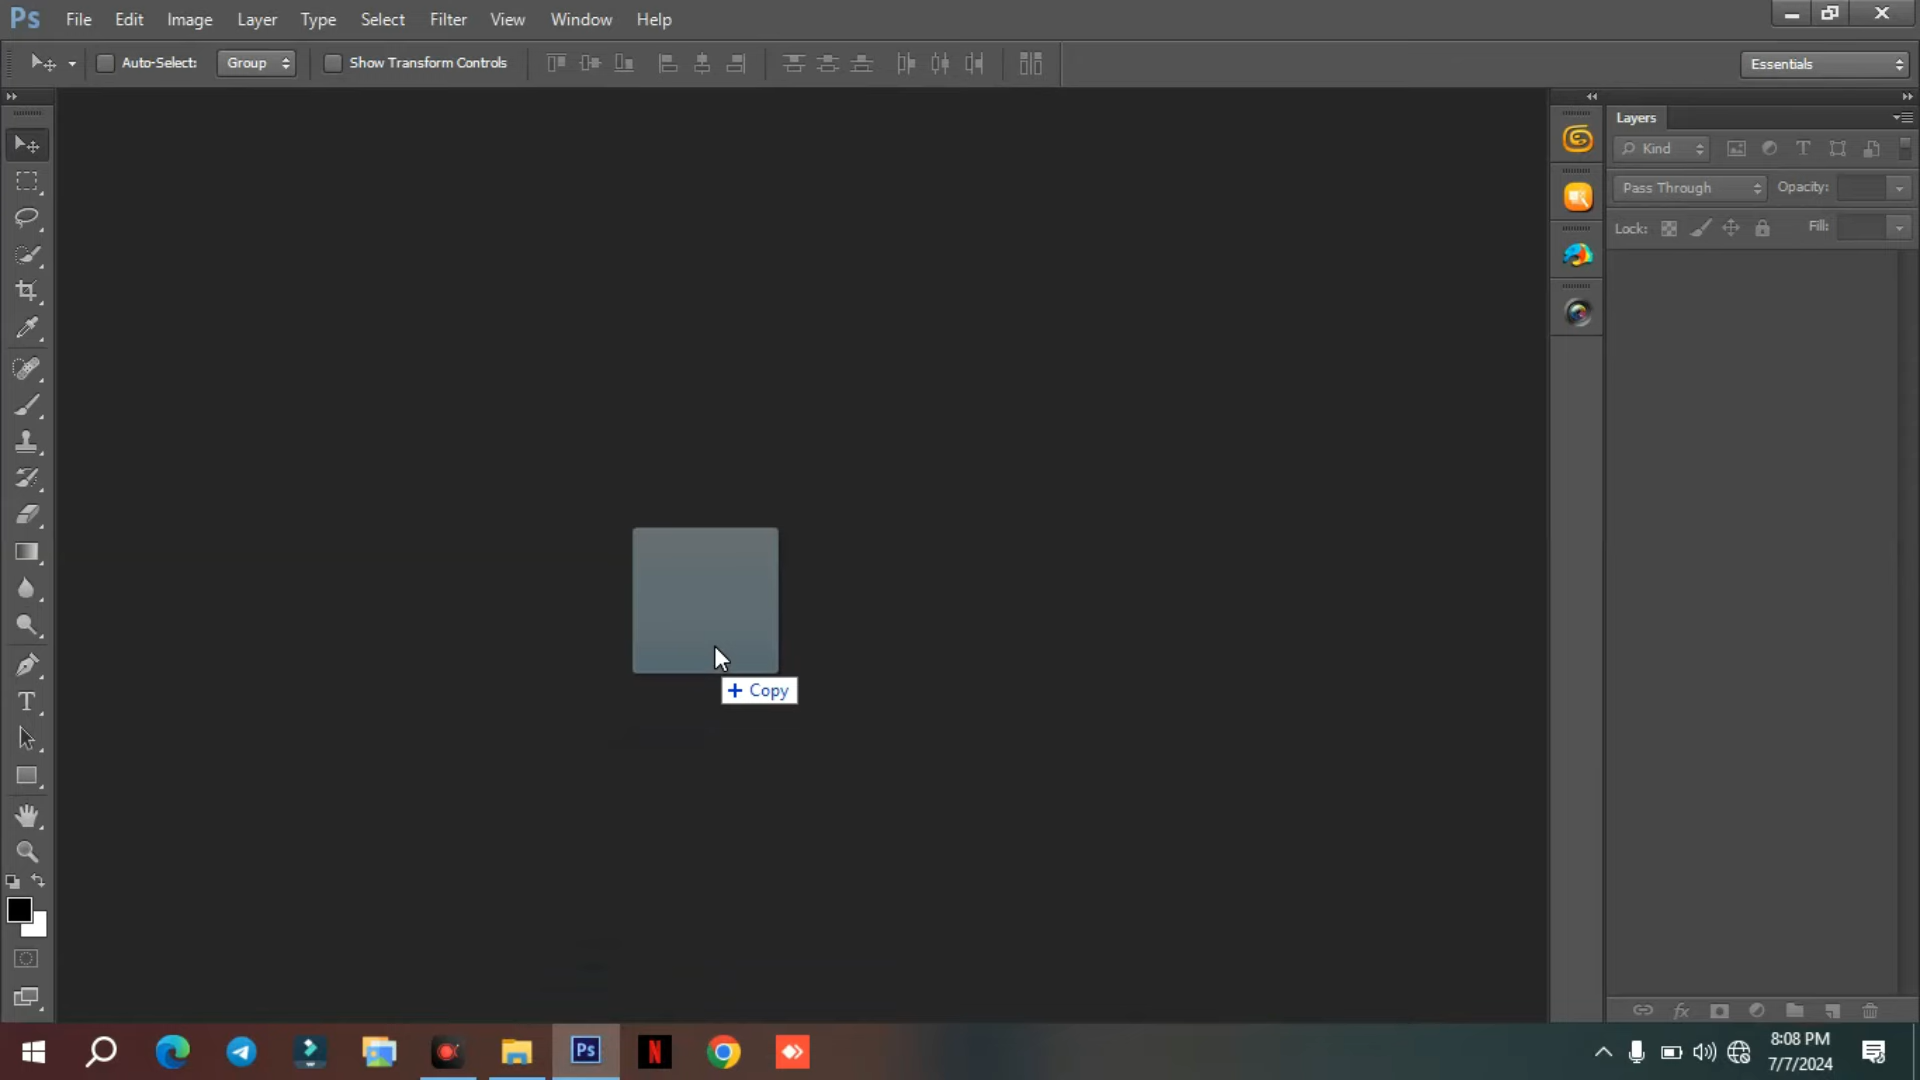 Ps File Edit Image Layer Type Select Filter View Window Help
Auto-Select: Group Show Transform Controls Essentials
Layers
Kind
Pass Through Opacity:
Lock: Fill:
+ Copy
T
Ps N 8:08 PM
7/7/2024